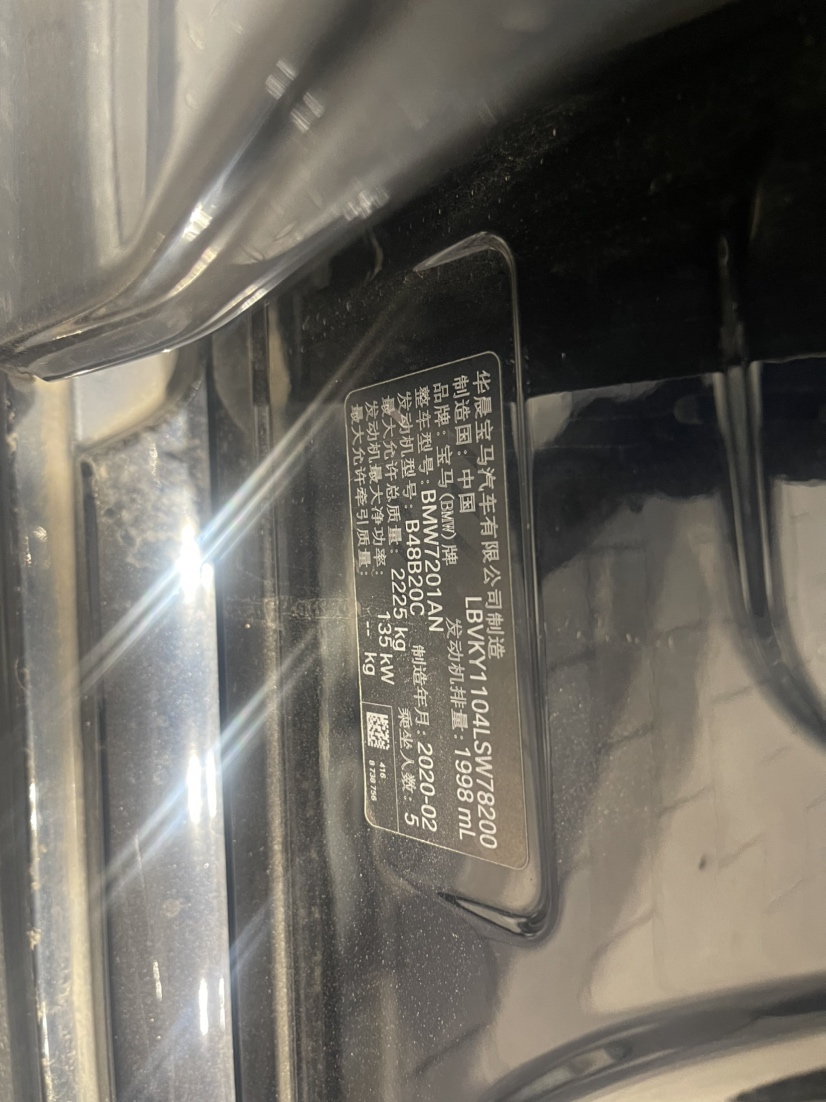 华晨宝马汽车有限公司制造
制造国：中国 LBVKY1104LSW78200
品牌：宝马(BMW)牌 发动机排量：1998 mL
整车型号：BMW7201AN
发动机型号：B48B20C 制造年月：2020-02
最大允许总质量：2225 kg 乘坐人数：5
发动机最大净功率：135 kW
最大允许牵引质量：-- kg
416
8 738 756